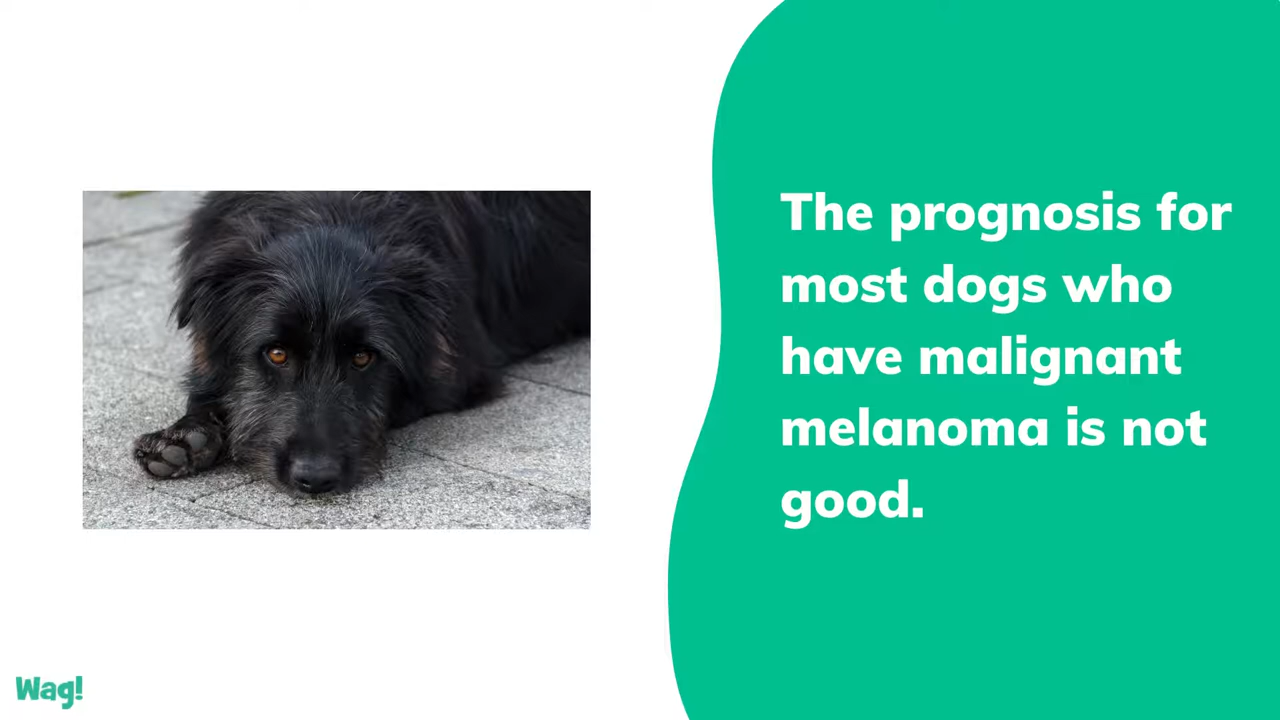 The prognosis for
most dogs who
have malignant
melanoma is not
good.
Wag!